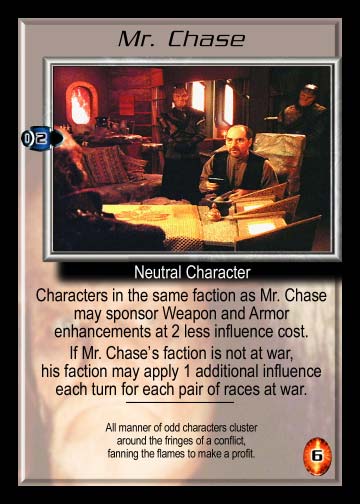 Mr. Chase
2
Neutral Character
Characters in the same faction as Mr. Chase
may sponsor Weapon and Armor
enhancements at 2 less influence cost.
If Mr. Chase's faction is not at war,
his faction may apply 1 additional influence
each turn for each pair of races at war.
All manner of odd characters cluster
around the fringes of a conflict,
fanning the flames to make a profit.
6